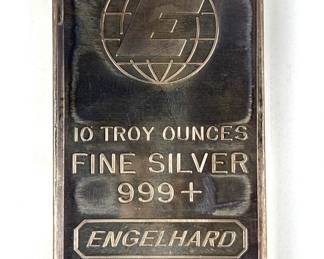 E
10 TROY OUNCES
FINE SILVER
999+
ENGELHARD